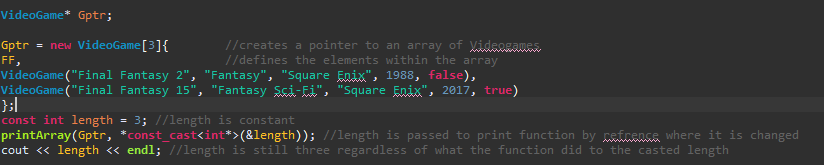 VideoGame* Gptr;
Gptr = new VideoGame[3]{ //creates a pointer to an array of Videogames
FF, //defines the elements within the array
VideoGame("Final Fantasy 2", "Fantasy", "Square Enix", 1988, false),
VideoGame("Final Fantasy 15", "Fantasy Sci-Fi", "Square Enix", 2017, true)
};
const int length = 3; //length is constant
printArray(Gptr, *const_cast<int*>(&length)); //length is passed to print function by refrence where it is changed
cout << length << endl; //length is still three regardless of what the function did to the casted length